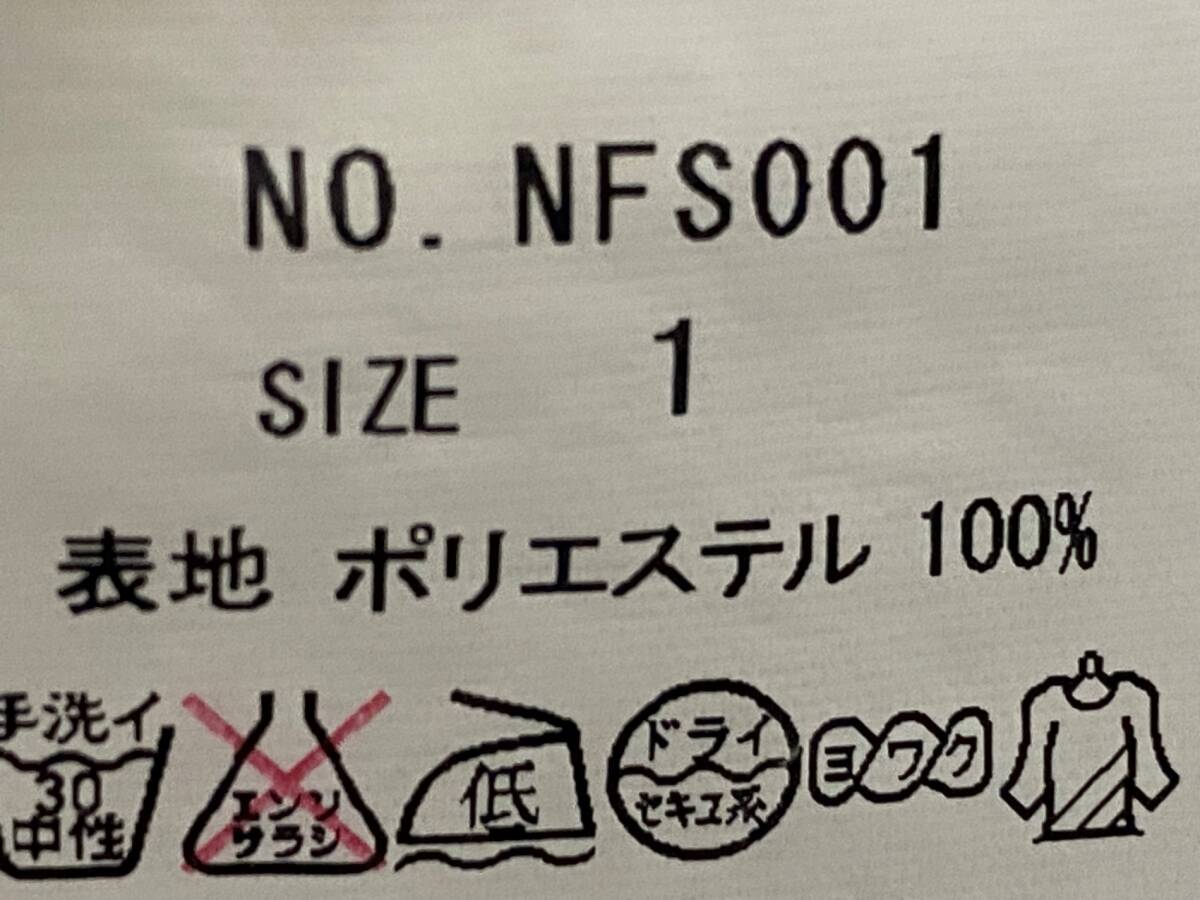 NO. NFS001
SIZE 1
表地 ポリエステル 100%
手洗イ
30
中性
エンソ
サラシ
低
ドライ
セキユ系
ヨワク